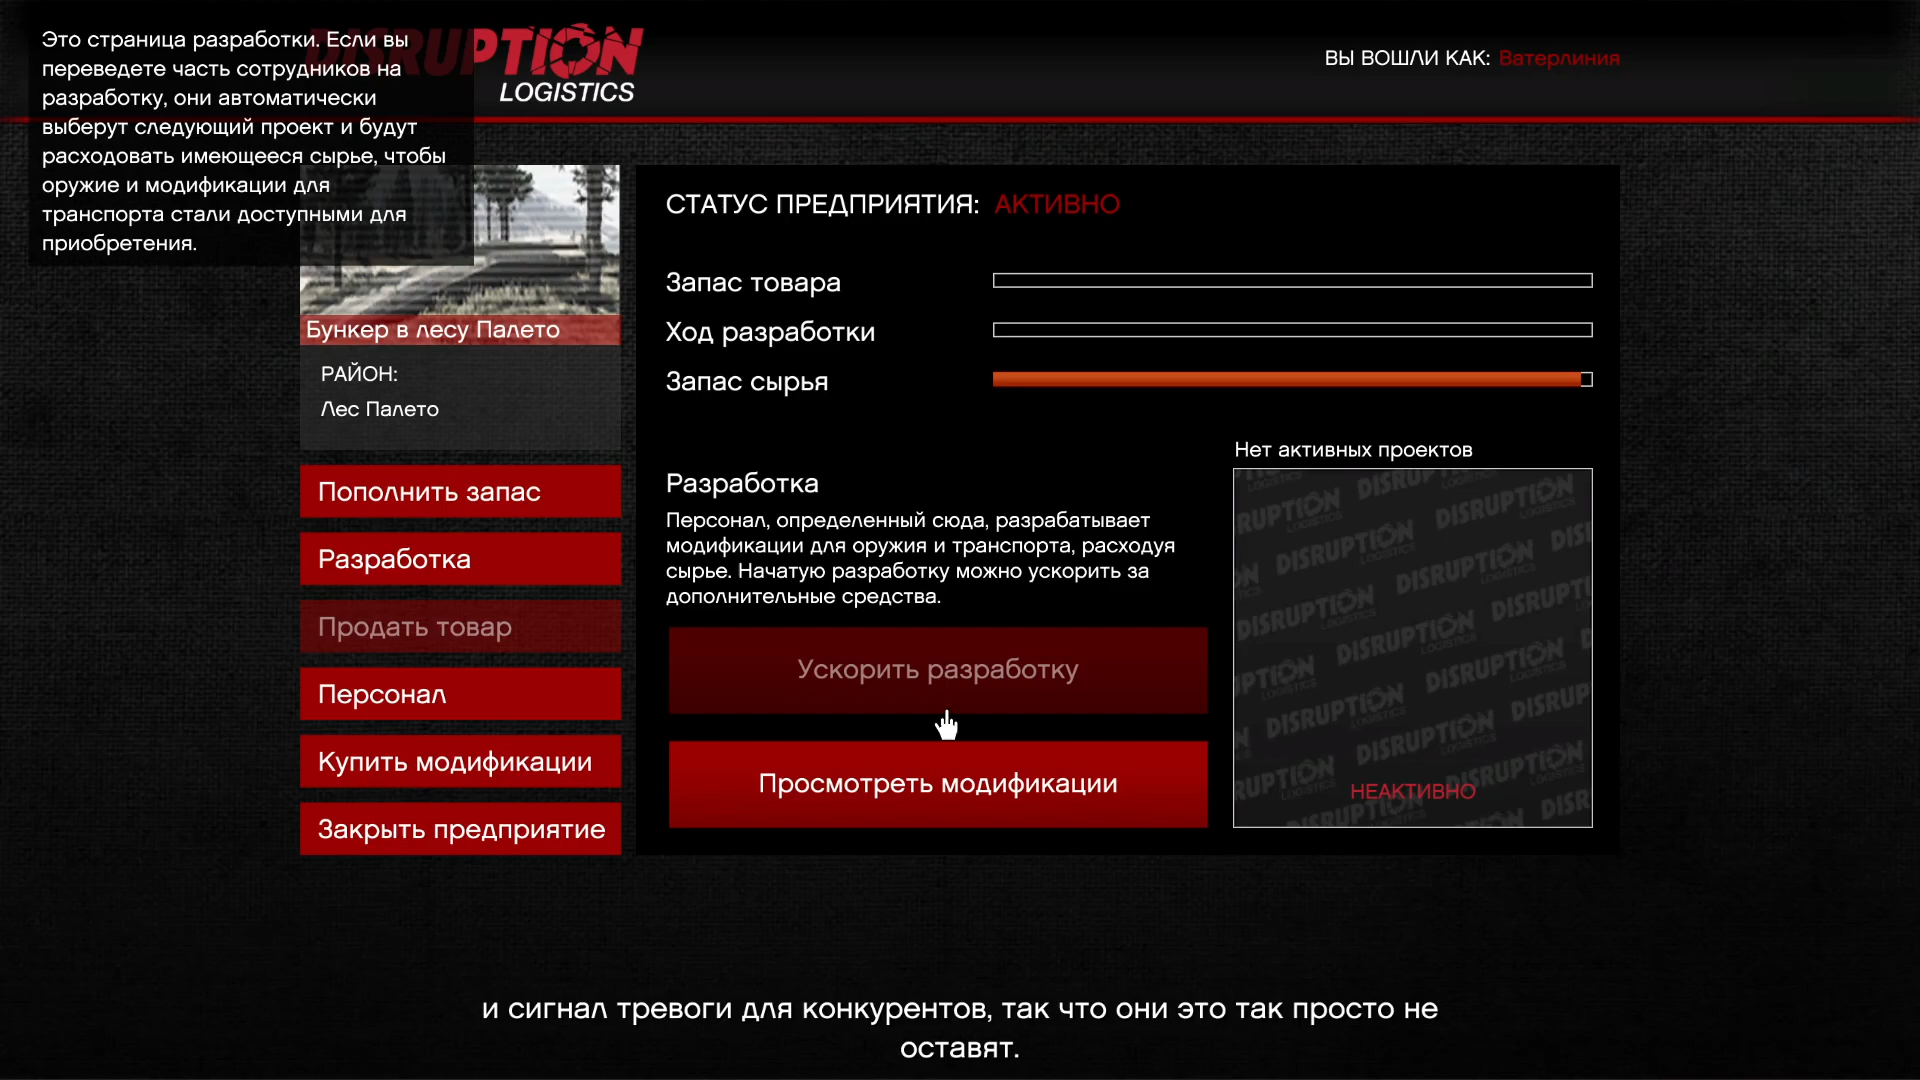 Это страница разработки. Если вы
переведете часть сотрудников на
разработку, они автоматически
выберут следующий проект и будут
расходовать имеющееся сырье, чтобы
оружие и модификации для
транспорта стали доступными для
приобретения.
DISRUPTION
LOGISTICS
ВЫ ВОШЛИ КАК: Ватерлиния
Бункер в лесу Палето
РАЙОН:
Лес Палето
Пополнить запас
Разработка
Продать товар
Персонал
Купить модификации
Закрыть предприятие
СТАТУС ПРЕДПРИЯТИЯ: АКТИВНО
Запас товара
Ход разработки
Запас сырья
Разработка
Персонал, определенный сюда, разрабатывает
модификации для оружия и транспорта, расходуя
сырье. Начатую разработку можно ускорить за
дополнительные средства.
Ускорить разработку
Просмотреть модификации
Нет активных проектов
DISRUPTION
LOGISTICS
НЕАКТИВНО
и сигнал тревоги для конкурентов, так что они это так просто не
оставят.